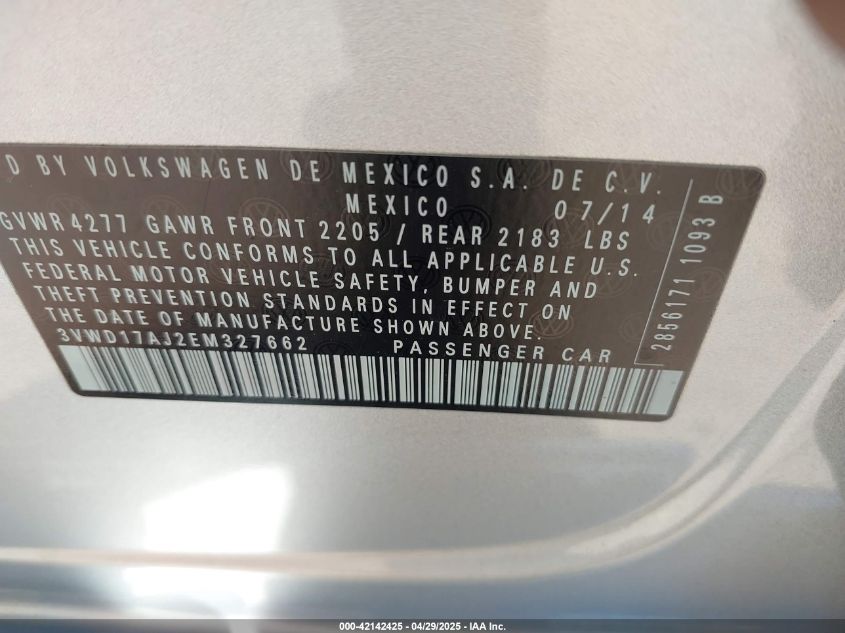 D BY VOLKSWAGEN DE MEXICO S.A. DE C.V.
MEXICO 07/14
GVWR 4277 GAWR FRONT 2205 / REAR 2183 LBS
THIS VEHICLE CONFORMS TO ALL APPLICABLE U.S.
FEDERAL MOTOR VEHICLE SAFETY, BUMPER AND
THEFT PREVENTION STANDARDS IN EFFECT ON
THE DATE OF MANUFACTURE SHOWN ABOVE.
3VWD17AJ2EM327662 PASSENGER CAR
2856171 1093 B
000-42142425 - 04/29/2025 - IAA Inc.